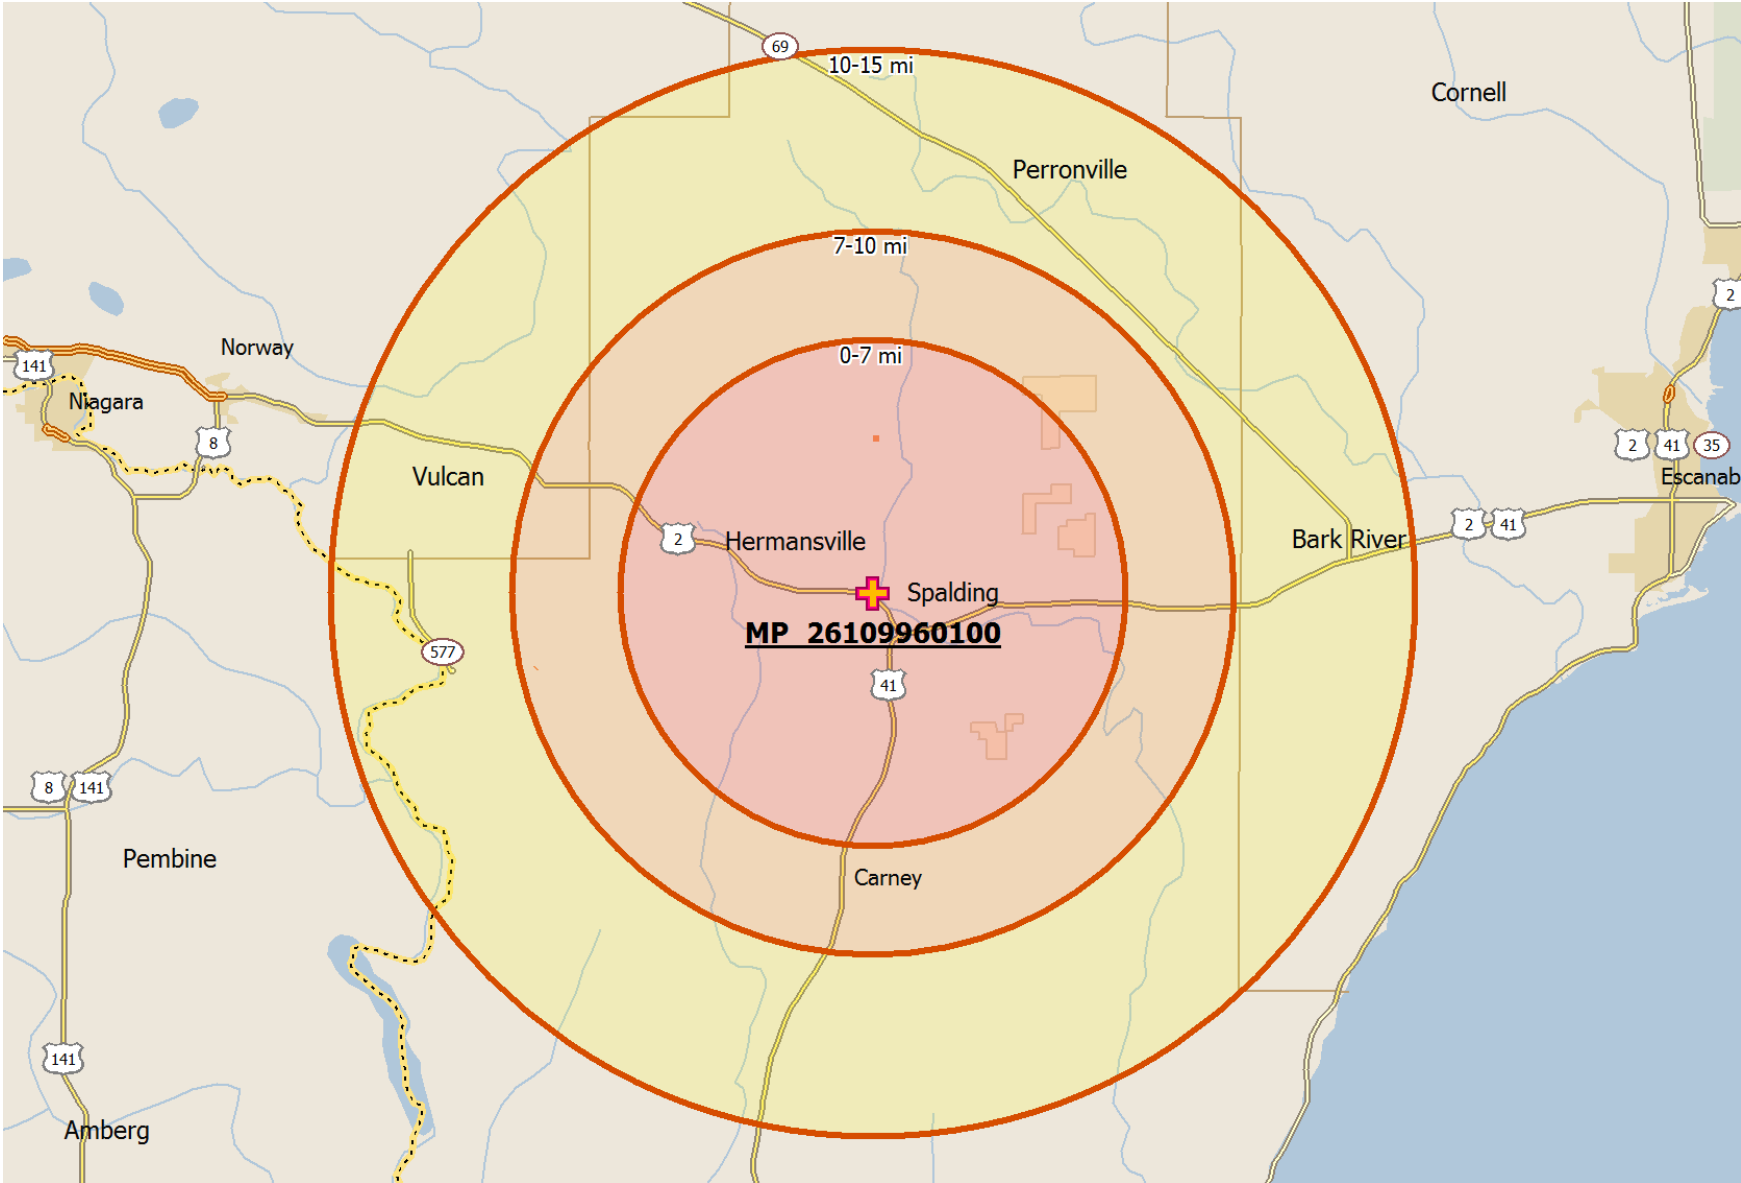 69
10-15 mi
Cornell
Perronville
7-10 mi
2
Norway
0-7 mi
141
Niagara
8
2
41
35
Vulcan
Escanab
2
41
2
Hermansville
Bark River
Spalding
MP 26109960100
577
41
8
141
Pembine
Carney
141
Amberg